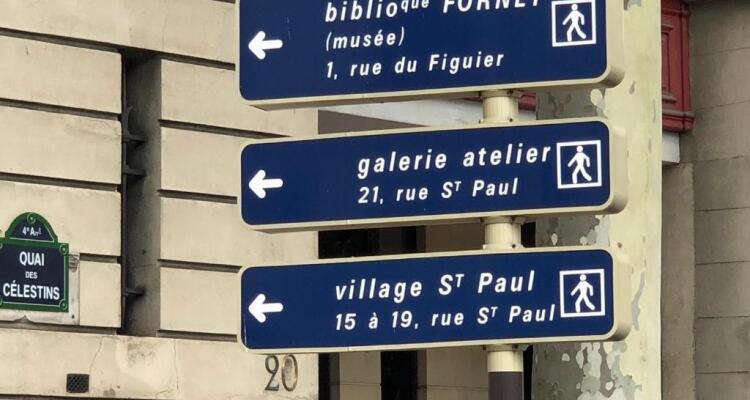 biblioque FORNEY
(musée)
1, rue du Figuier
galerie atelier
21, rue ST Paul
village ST Paul
15 à 19, rue ST Paul
4e Arrt
QUAI
DES
CÉLESTINS
20